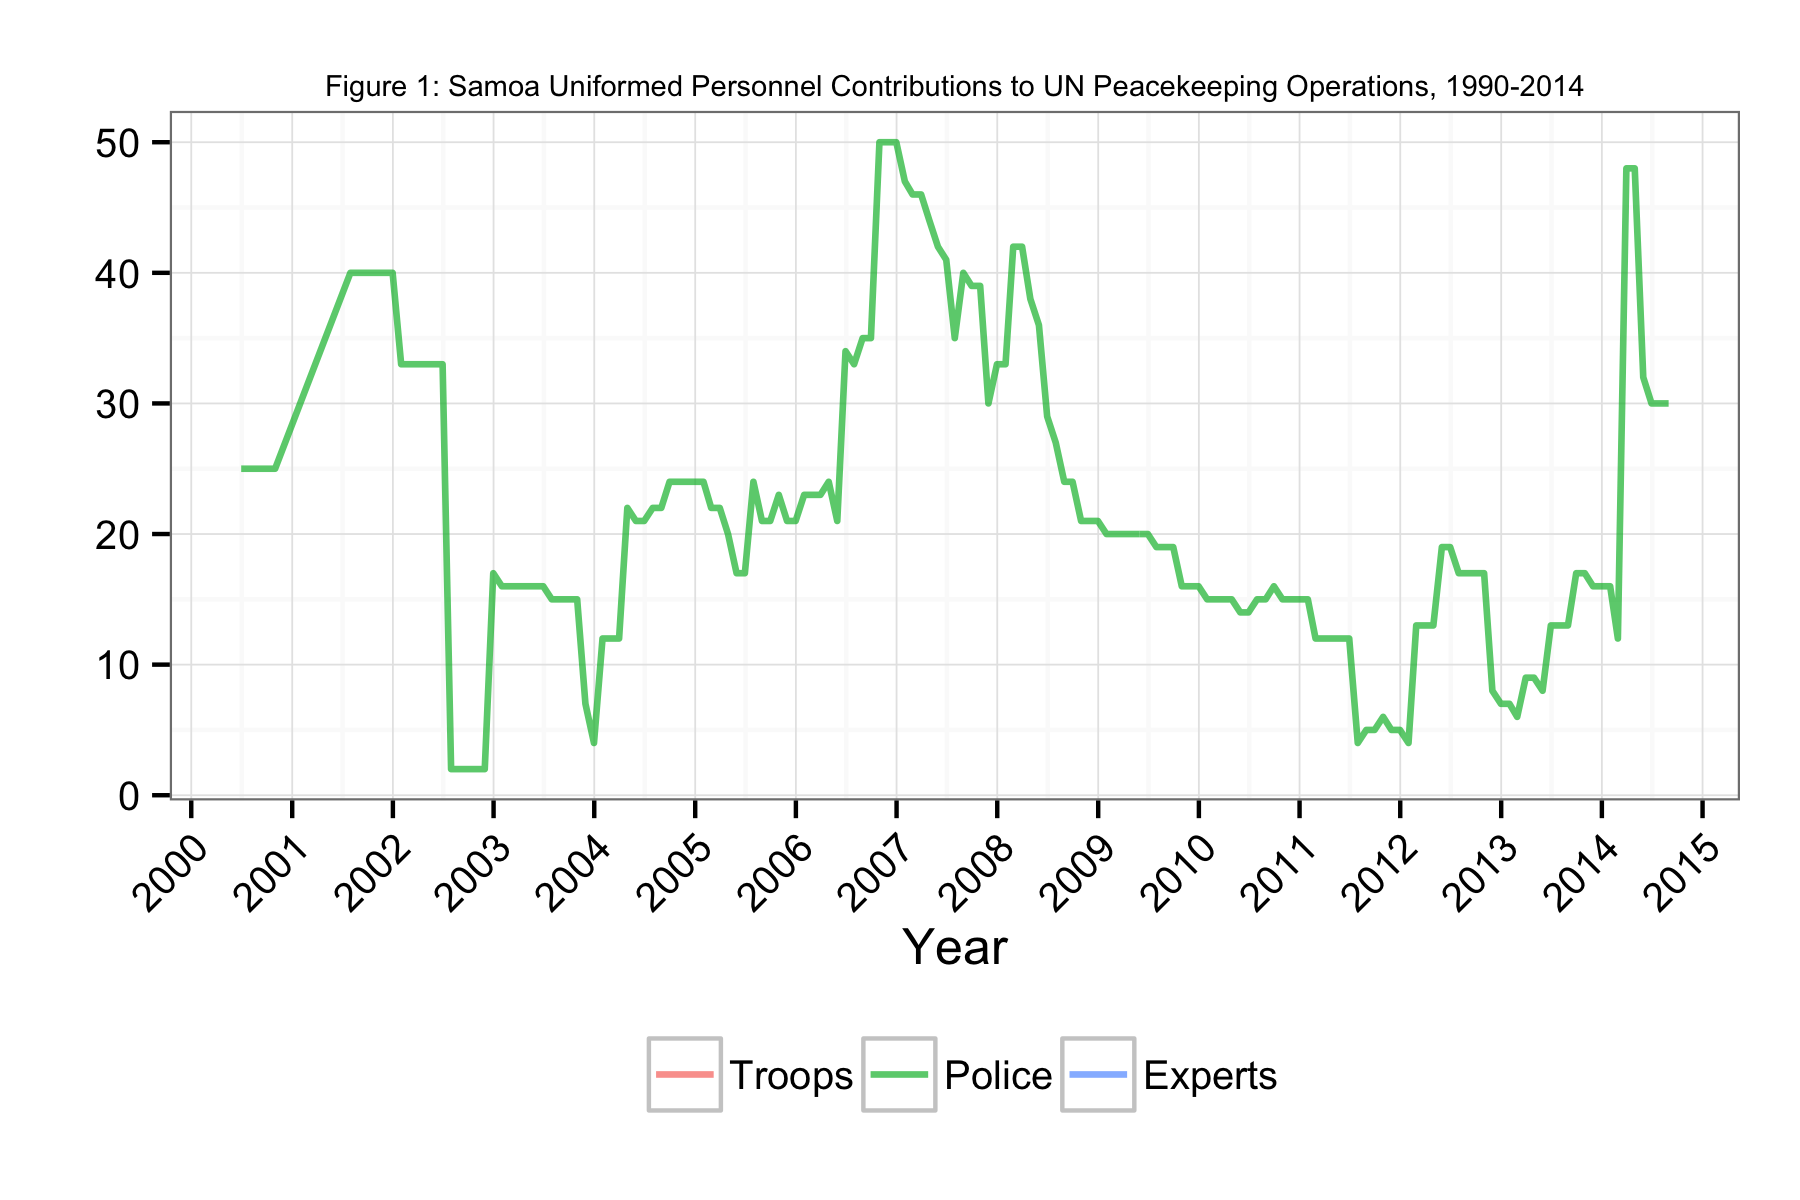 Figure 1: Samoa Uniformed Personnel Contributions to UN Peacekeeping Operations, 1990-2014
50
40
30
20
10
0
2000 2001 2002 2003 2004 2005 2006 2007 2008 2009 2010 2011 2012 2013 2014 2015
Year
Troops Police Experts